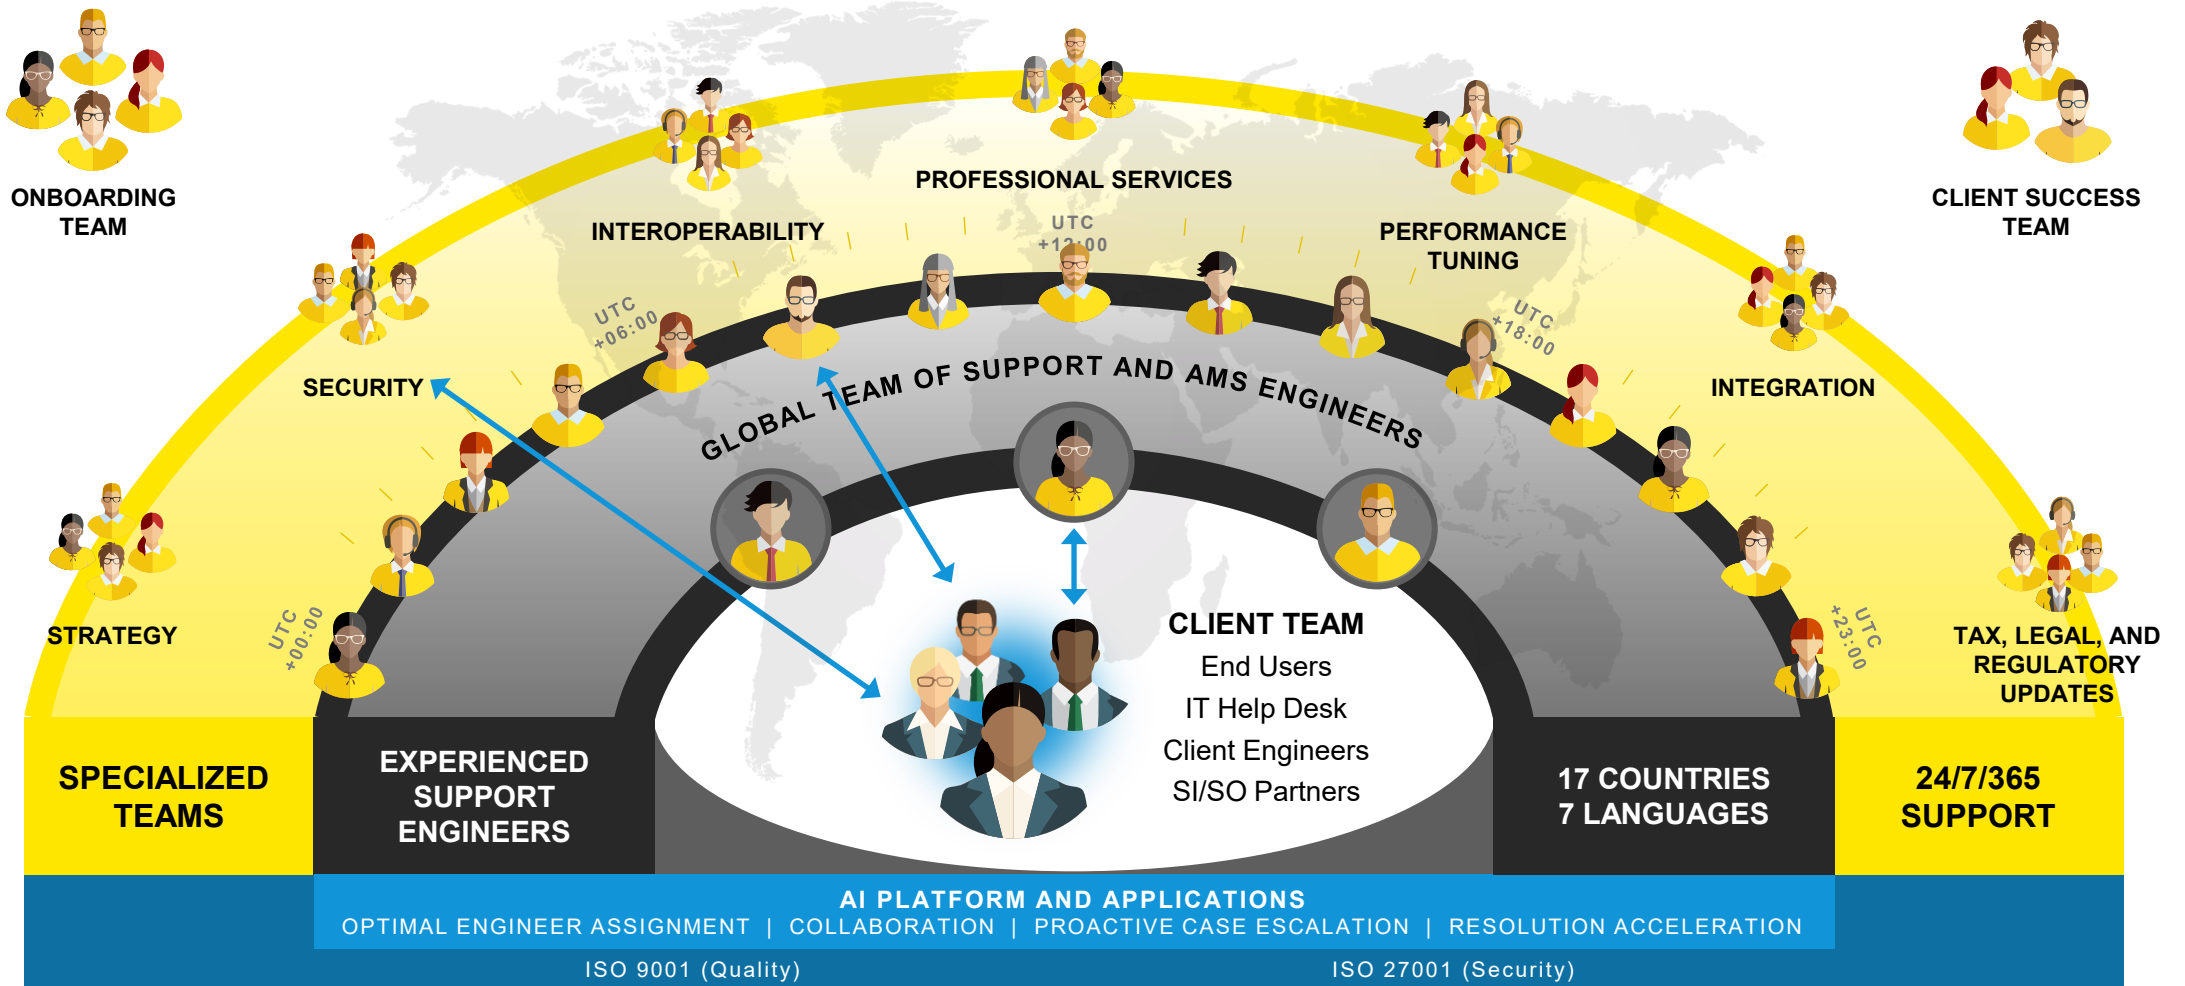 ONBOARDING
TEAM
CLIENT SUCCESS
TEAM
PROFESSIONAL SERVICES
INTEROPERABILITY
PERFORMANCE
TUNING
SECURITY
INTEGRATION
STRATEGY
TAX, LEGAL, AND
REGULATORY
UPDATES
UTC
+00:00
UTC
+06:00
UTC
+12:00
UTC
+18:00
UTC
+23:00
GLOBAL TEAM OF SUPPORT AND AMS ENGINEERS
CLIENT TEAM
End Users
IT Help Desk
Client Engineers
SI/SO Partners
SPECIALIZED
TEAMS
EXPERIENCED
SUPPORT
ENGINEERS
17 COUNTRIES
7 LANGUAGES
24/7/365
SUPPORT
AI PLATFORM AND APPLICATIONS
OPTIMAL ENGINEER ASSIGNMENT | COLLABORATION | PROACTIVE CASE ESCALATION | RESOLUTION ACCELERATION
ISO 9001 (Quality)
ISO 27001 (Security)